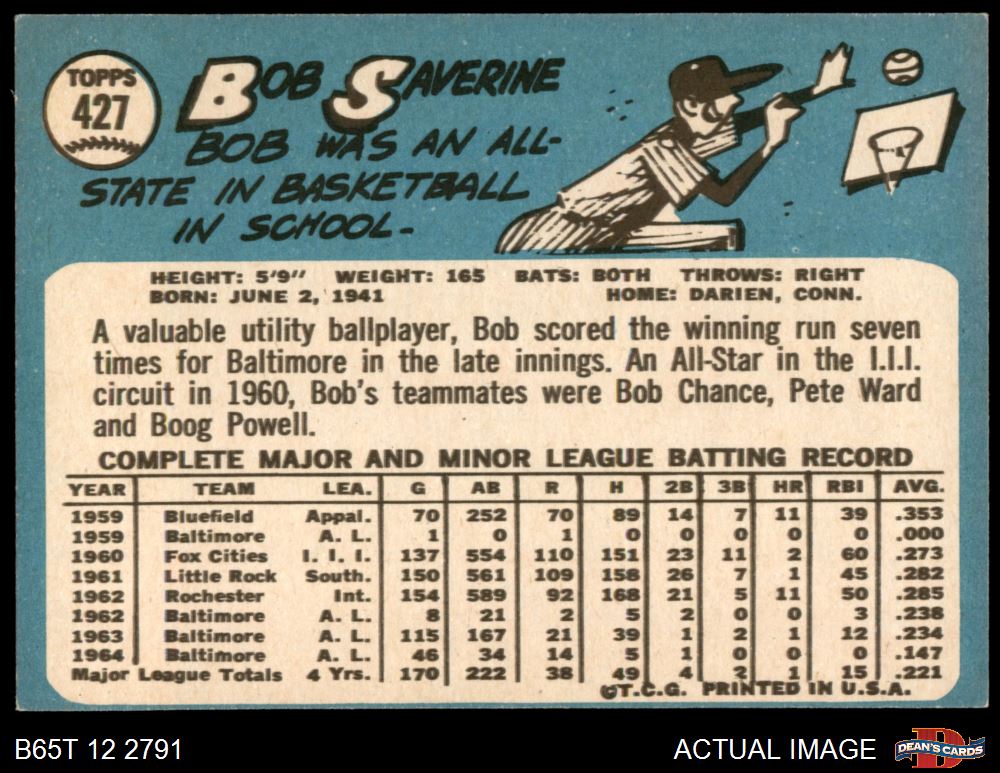 TOPPS
427
BOB SAVERINE
BOB WAS AN ALL-
STATE IN BASKETBALL
IN SCHOOL-
HEIGHT: 5'9" WEIGHT: 165 BATS: BOTH THROWS: RIGHT
BORN: JUNE 2, 1941 HOME: DARIEN, CONN.
A valuable utility ballplayer, Bob scored the winning run seven
times for Baltimore in the late innings. An All-Star in the I.I.I.
circuit in 1960, Bob's teammates were Bob Chance, Pete Ward
and Boog Powell.
COMPLETE MAJOR AND MINOR LEAGUE BATTING RECORD
YEAR TEAM LEA. G AB R H 2B 3B HR RBI AVG.
1959 Bluefield Appal. 70 252 70 89 14 7 11 39 .353
1959 Baltimore A. L. 1 0 1 0 0 0 0 0 .000
1960 Fox Cities I. I. I. 137 554 110 151 23 11 2 60 .273
1961 Little Rock South. 150 561 109 158 26 7 1 45 .282
1962 Rochester Int. 154 589 92 168 21 5 11 50 .285
1962 Baltimore A. L. 8 21 2 5 2 0 0 3 .238
1963 Baltimore A. L. 115 167 21 39 1 2 1 12 .234
1964 Baltimore A. L. 46 34 14 5 1 0 0 0 .147
Major League Totals 4 Yrs. 170 222 38 49 4 2 1 15 .221
©T.C.G. PRINTED IN U.S.A.
B65T 12 2791 ACTUAL IMAGE
D
DEAN'S CARDS